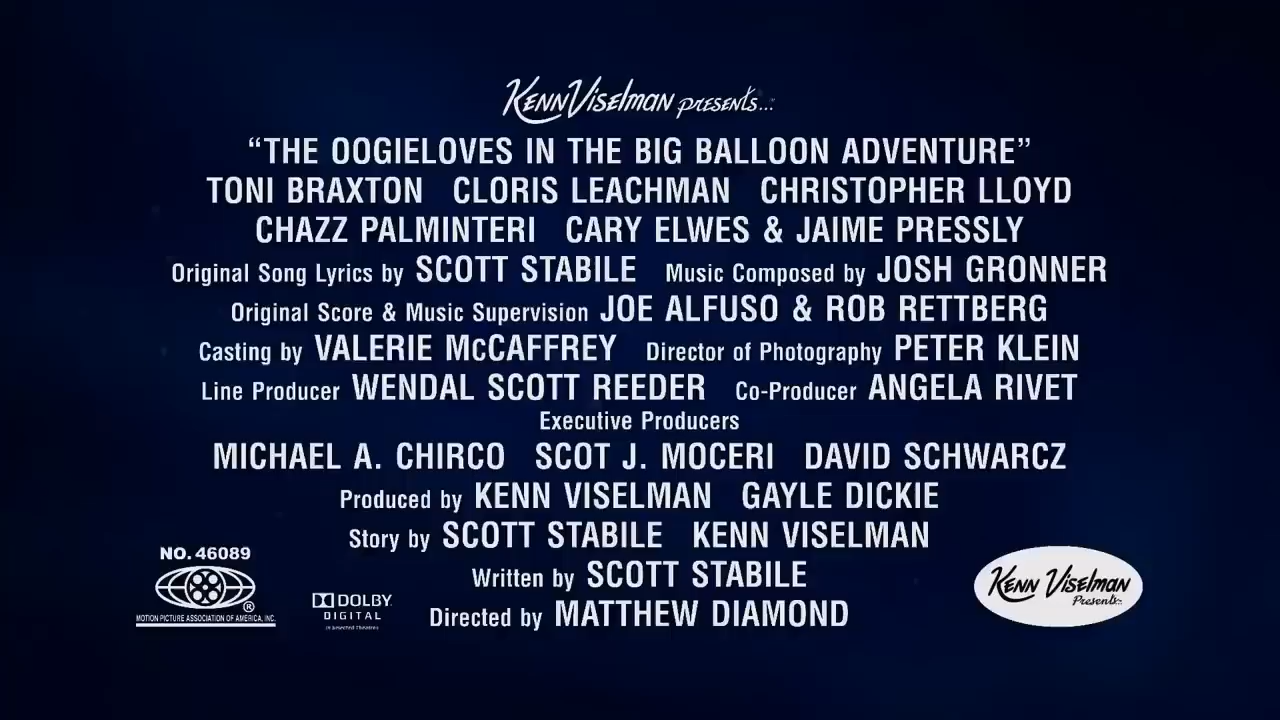 Kenn Viselman presents...
“THE OOGIELOVES IN THE BIG BALLOON ADVENTURE”
TONI BRAXTON CLORIS LEACHMAN CHRISTOPHER LLOYD
CHAZZ PALMINTERI CARY ELWES & JAIME PRESSLY
Original Song Lyrics by SCOTT STABILE Music Composed by JOSH GRONNER
Original Score & Music Supervision JOE ALFUSO & ROB RETTBERG
Casting by VALERIE McCAFFREY Director of Photography PETER KLEIN
Line Producer WENDAL SCOTT REEDER Co-Producer ANGELA RIVET
Executive Producers
MICHAEL A. CHIRCO SCOT J. MOCERI DAVID SCHWARCZ
Produced by KENN VISELMAN GAYLE DICKIE
Story by SCOTT STABILE KENN VISELMAN
Written by SCOTT STABILE
Directed by MATTHEW DIAMOND
NO. 46089
®
MOTION PICTURE ASSOCIATION OF AMERICA, INC.
DOLBY
DIGITAL
In Selected Theatres
Kenn Viselman
Presents...